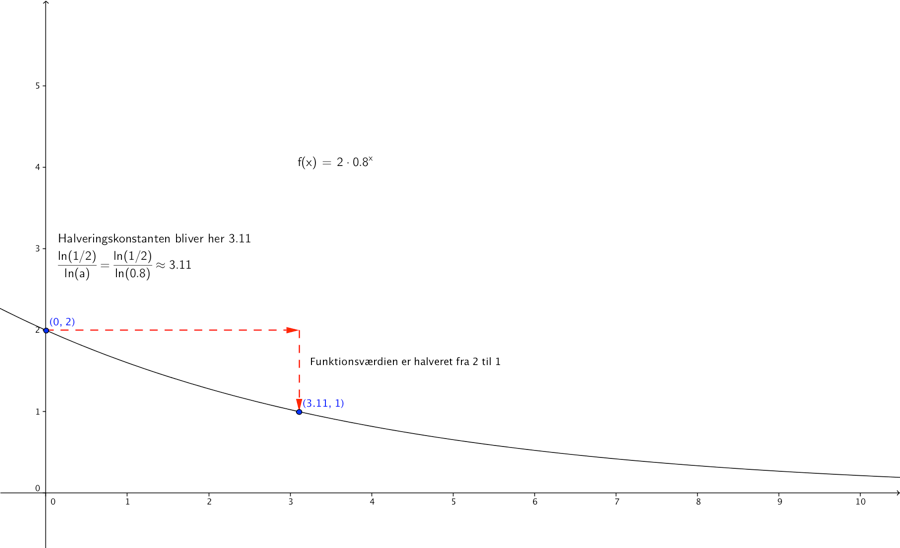 5
f(x) = 2 · 0.8ˣ
4
Halveringskonstanten bliver her 3.11
3
ln(1/2)/ln(a) = ln(1/2)/ln(0.8) ≈ 3.11
(0, 2)
2
Funktionsværdien er halveret fra 2 til 1
(3.11, 1)
1
0
0 1 2 3 4 5 6 7 8 9 10